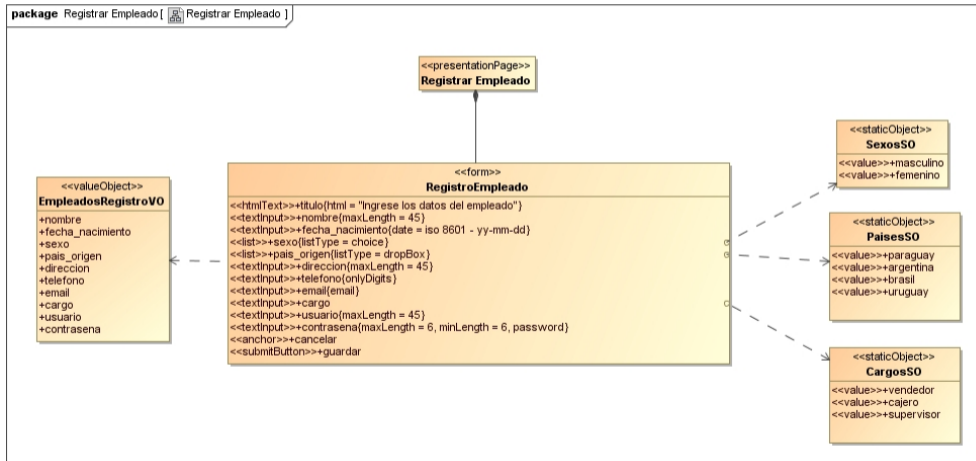 package Registrar Empleado [ Registrar Empleado ]
<<presentationPage>>
Registrar Empleado
<<valueObject>>
EmpleadosRegistroVO
+nombre
+fecha_nacimiento
+sexo
+pais_origen
+direccion
+telefono
+email
+cargo
+usuario
+contrasena
<<form>>
RegistroEmpleado
<<htmlText>>+titulo{html = "Ingrese los datos del empleado"}
<<textInput>>+nombre{maxLength = 45}
<<textInput>>+fecha_nacimiento{date = iso 8601 - yy-mm-dd}
<<list>>+sexo{listType = choice}
<<list>>+pais_origen{listType = dropBox}
<<textInput>>+direccion{maxLength = 45}
<<textInput>>+telefono{onlyDigits}
<<textInput>>+email{email}
<<textInput>>+cargo
<<textInput>>+usuario{maxLength = 45}
<<textInput>>+contrasena{maxLength = 6, minLength = 6, password}
<<anchor>>+cancelar
<<submitButton>>+guardar
<<staticObject>>
SexosSO
<<value>>+masculino
<<value>>+femenino
<<staticObject>>
PaisesSO
<<value>>+paraguay
<<value>>+argentina
<<value>>+brasil
<<value>>+uruguay
<<staticObject>>
CargosSO
<<value>>+vendedor
<<value>>+cajero
<<value>>+supervisor